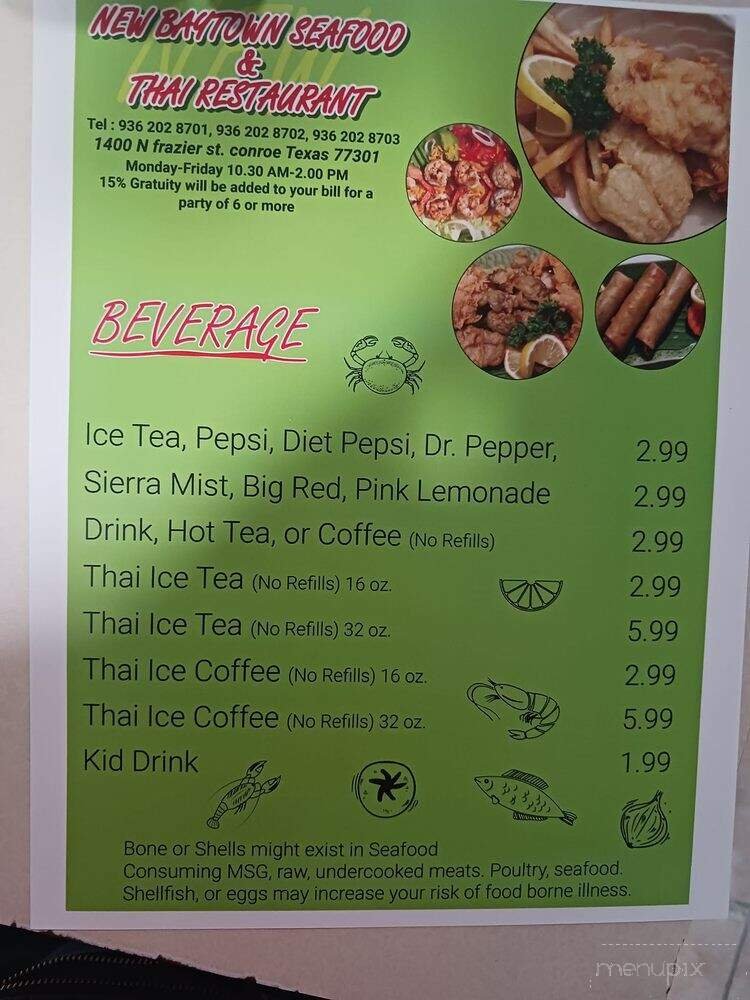 NEW BAYTOWN SEAFOOD
&
THAI RESTAURANT
Tel : 936 202 8701, 936 202 8702, 936 202 8703
1400 N frazier st. conroe Texas 77301
Monday-Friday 10.30 AM-2.00 PM
15% Gratuity will be added to your bill for a
party of 6 or more
BEVERAGE
Ice Tea, Pepsi, Diet Pepsi, Dr. Pepper, 2.99
Sierra Mist, Big Red, Pink Lemonade 2.99
Drink, Hot Tea, or Coffee (No Refills) 2.99
Thai Ice Tea (No Refills) 16 oz. 2.99
Thai Ice Tea (No Refills) 32 oz. 5.99
Thai Ice Coffee (No Refills) 16 oz. 2.99
Thai Ice Coffee (No Refills) 32 oz. 5.99
Kid Drink 1.99
Bone or Shells might exist in Seafood
Consuming MSG, raw, undercooked meats. Poultry, seafood.
Shellfish, or eggs may increase your risk of food borne illness.
menupix